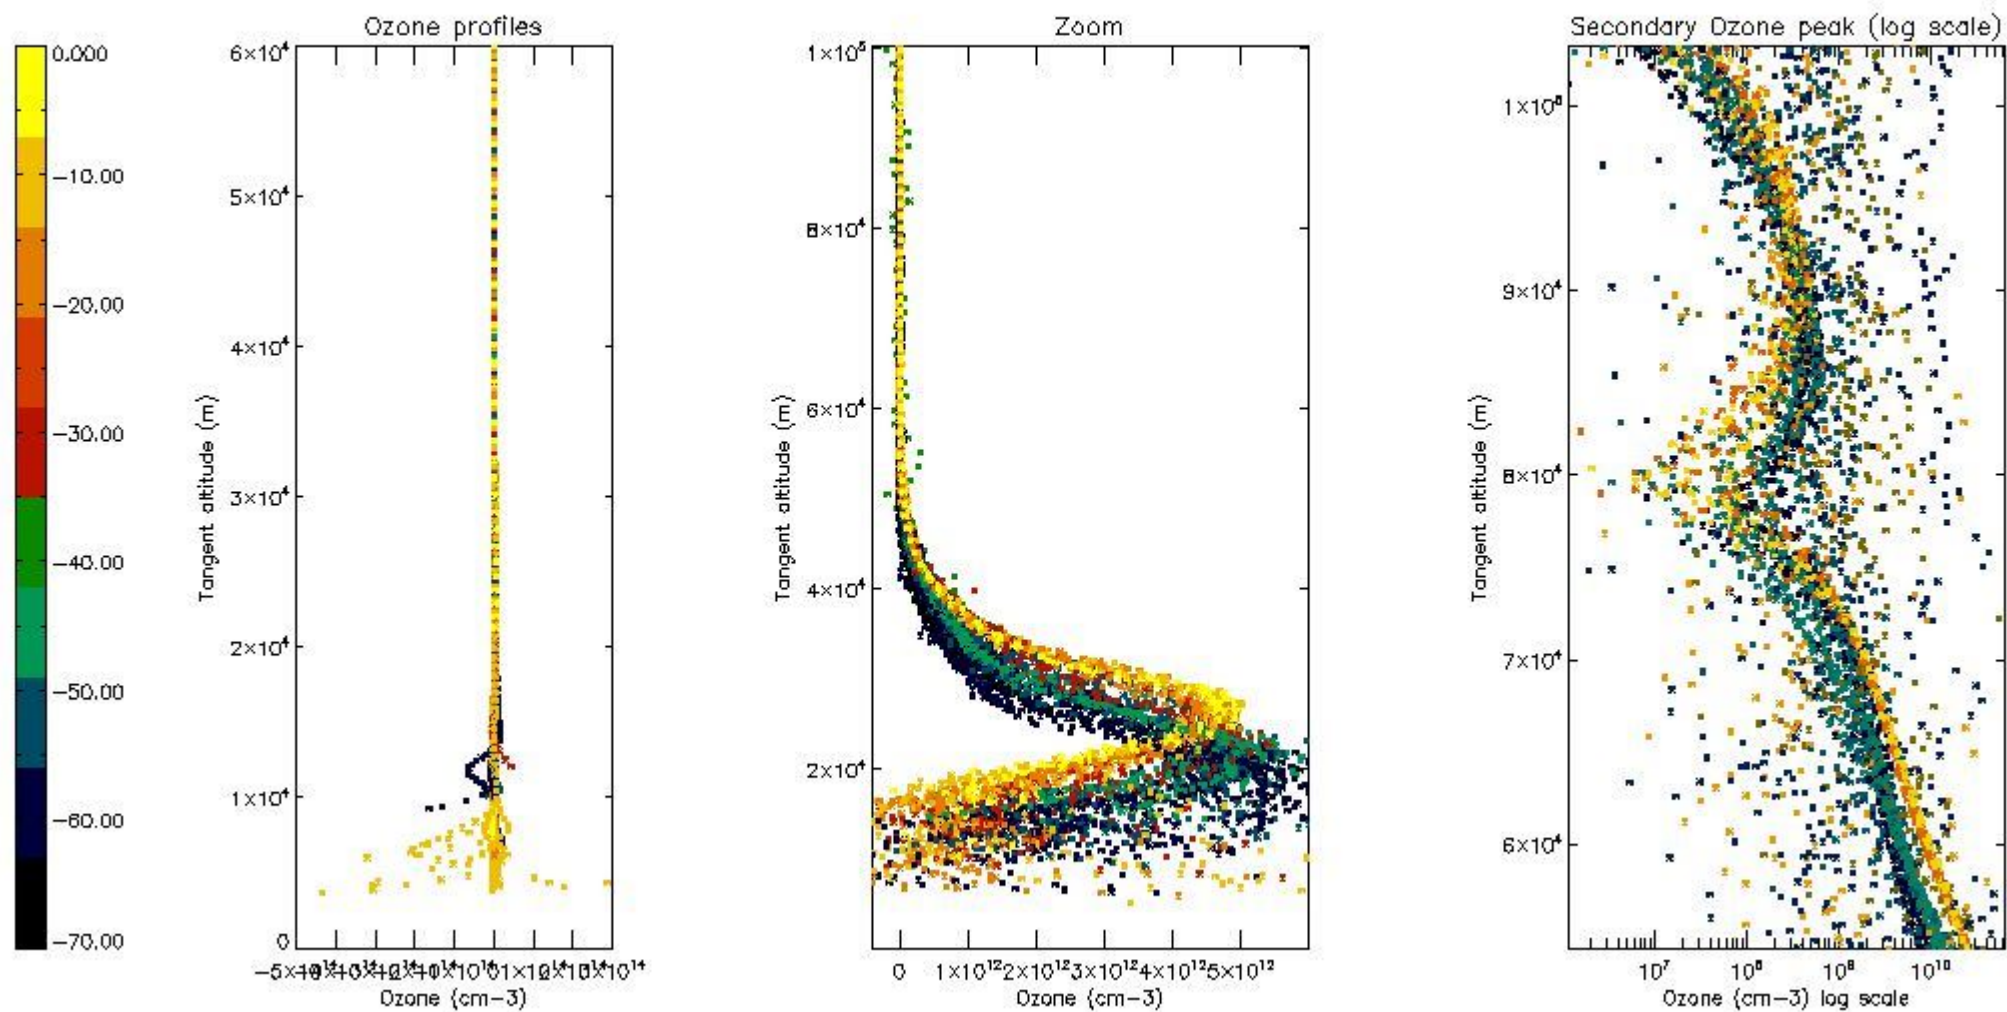 Ozone profiles
Zoom
Secondary Ozone peak (log scale)
0.000
-10.00
-20.00
-30.00
-40.00
-50.00
-60.00
-70.00
6×10⁴
5×10⁴
4×10⁴
3×10⁴
2×10⁴
1×10⁴
0
Tangent altitude (m)
Ozone (cm-3)
1×10⁵
8×10⁴
6×10⁴
4×10⁴
2×10⁴
Tangent altitude (m)
0 1×10¹² 2×10¹² 3×10¹² 4×10¹² 5×10¹²
Ozone (cm-3)
1×10⁵
9×10⁴
8×10⁴
7×10⁴
6×10⁴
Tangent altitude (m)
10⁷ 10⁸ 10⁹ 10¹⁰
Ozone (cm-3) log scale